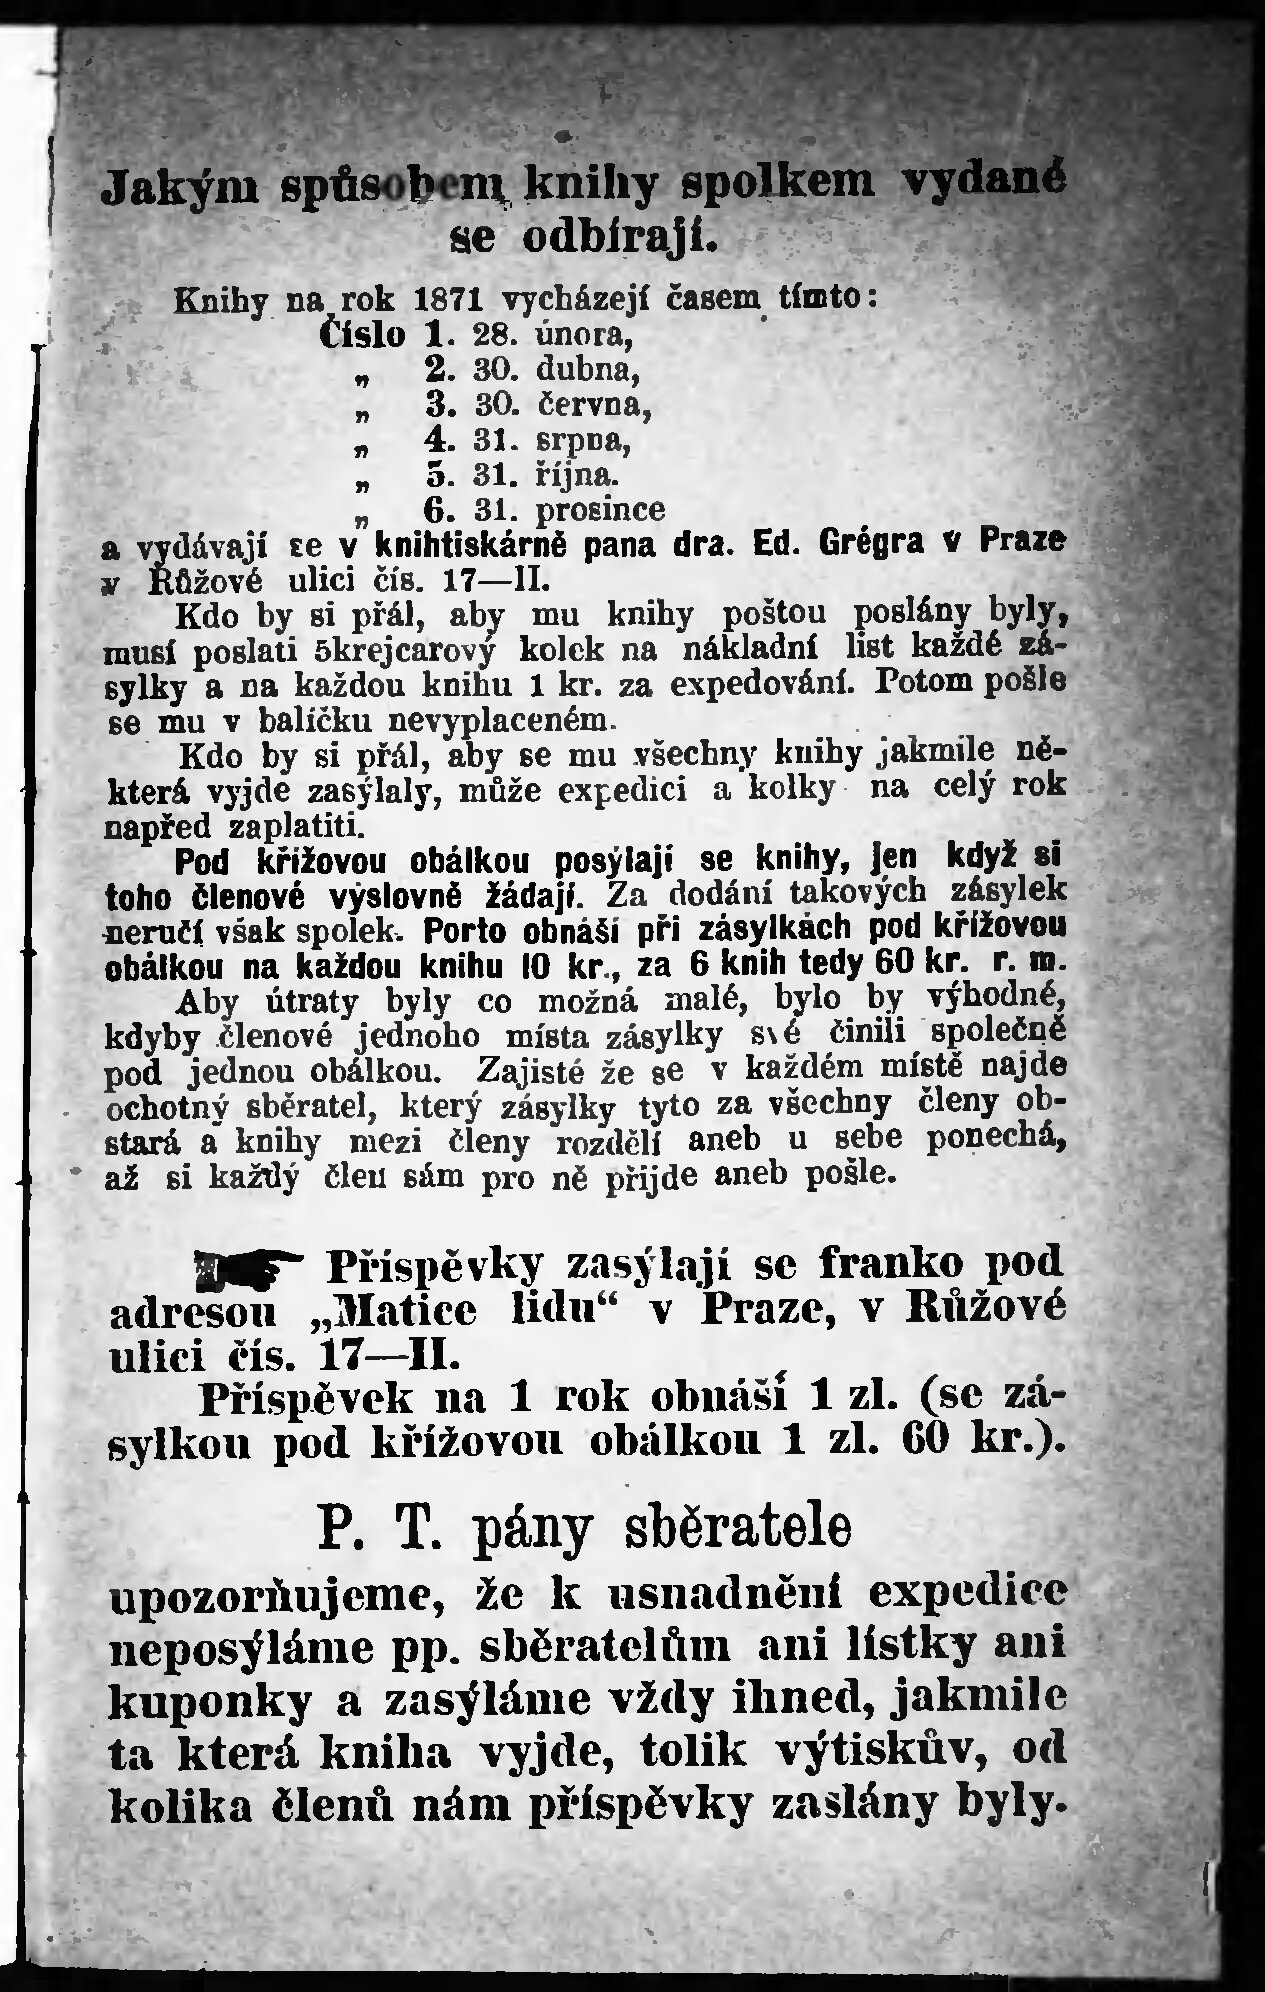 Jakým spůsobem knihy spolkem vydané
se odbírají.
Knihy na rok 1871 vycházejí časem tímto:
Číslo 1. 28. února,
„ 2. 30. dubna,
„ 3. 30. června,
„ 4. 31. srpna,
„ 5. 31. října.
„ 6. 31. prosince
a vydávají se v knihtiskárně pana dra. Ed. Grégra v Praze
v Růžové ulici čís. 17—II.
Kdo by si přál, aby mu knihy poštou poslány byly,
musí poslati 5krejcarový kolek na nákladní list každé zá-
sylky a na každou knihu 1 kr. za expedování. Potom pošle
se mu v balíčku nevyplaceném.
Kdo by si přál, aby se mu všechny knihy jakmile ně-
která vyjde zasýlaly, může expedici a kolky na celý rok
napřed zaplatiti.
Pod křížovou obálkou posýlají se knihy, jen když si
toho členové výslovně žádají. Za dodání takových zásylek
neručí však spolek. Porto obnáší při zásylkách pod křížovou
obálkou na každou knihu 10 kr., za 6 knih tedy 60 kr. r. m.
Aby útraty byly co možná malé, bylo by výhodné,
kdyby členové jednoho místa zásylky své činili společně
pod jednou obálkou. Zajisté že se v každém místě najde
ochotný sběratel, který zásylky tyto za všechny členy ob-
stará a knihy mezi členy rozdělí aneb u sebe ponechá,
až si každý člen sám pro ně přijde aneb pošle.
Příspěvky zasýlají se franko pod
adresou „Matice lidu“ v Praze, v Růžové
ulici čís. 17—II.
Příspěvek na 1 rok obnáší 1 zl. (se zá-
sylkou pod křížovou obálkou 1 zl. 60 kr.).
P. T. pány sběratele
upozorňujeme, že k usnadnění expedice
neposýláme pp. sběratelům ani lístky ani
kuponky a zasýláme vždy ihned, jakmile
ta která kniha vyjde, tolik výtiskův, od
kolika členů nám příspěvky zaslány byly.